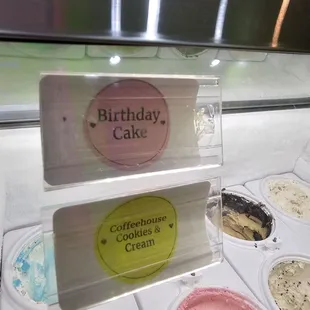 Birthday
Cake
Coffeehouse
Cookies &
Cream